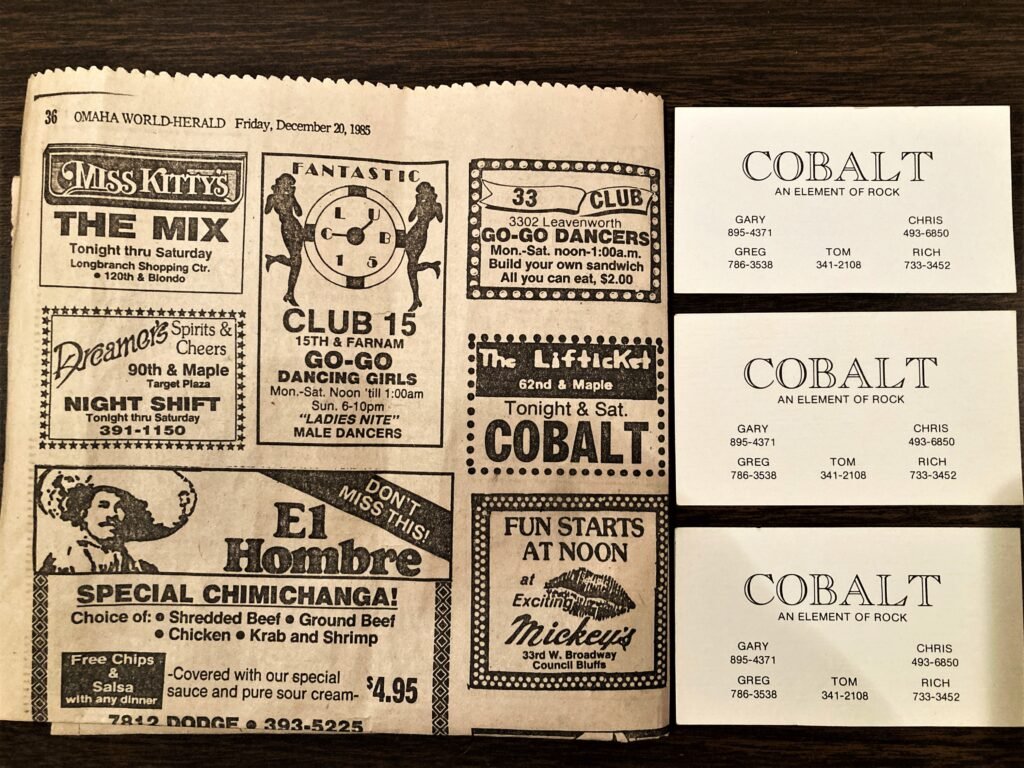 36 OMAHA WORLD-HERALD Friday, December 20, 1985
MISS KITTY'S
THE MIX
Tonight thru Saturday
Longbranch Shopping Ctr.
• 120th & Blondo
Dreamer's Spirits &
Cheers
90th & Maple
Target Plaza
NIGHT SHIFT
Tonight thru Saturday
391-1150
FANTASTIC
CLUB
15
CLUB 15
15TH & FARNAM
GO-GO
DANCING GIRLS
Mon.-Sat. Noon 'till 1:00am
Sun. 6-10pm
"LADIES NITE"
MALE DANCERS
33 CLUB
3302 Leavenworth
GO-GO DANCERS
Mon.-Sat. noon-1:00a.m.
Build your own sandwich
All you can eat, $2.00
The Lifticket
62nd & Maple
Tonight & Sat.
COBALT
DON'T
MISS THIS!
El
Hombre
SPECIAL CHIMICHANGA!
Choice of: • Shredded Beef • Ground Beef
• Chicken • Krab and Shrimp
Free Chips
&
Salsa
with any dinner
-Covered with our special
sauce and pure sour cream- $4.95
7812 DODGE • 393-5225
FUN STARTS
AT NOON
at
Exciting
Mickey's
33rd W. Broadway
Council Bluffs
COBALT
AN ELEMENT OF ROCK
GARY CHRIS
895-4371 493-6850
GREG TOM RICH
786-3538 341-2108 733-3452
COBALT
AN ELEMENT OF ROCK
GARY CHRIS
895-4371 493-6850
GREG TOM RICH
786-3538 341-2108 733-3452
COBALT
AN ELEMENT OF ROCK
GARY CHRIS
895-4371 493-6850
GREG TOM RICH
786-3538 341-2108 733-3452